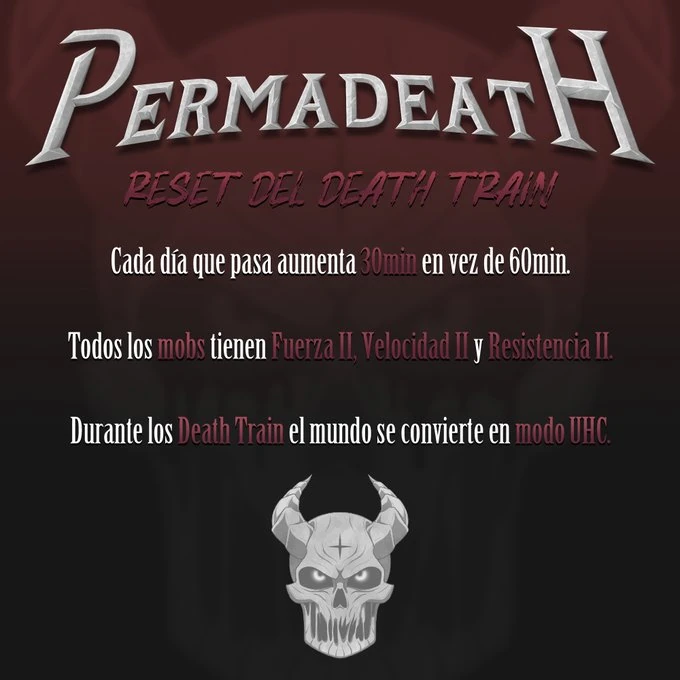 PERMADEATH
RESET DEL DEATH TRAIN
Cada día que pasa aumenta 30min en vez de 60min.
Todos los mobs tienen Fuerza II, Velocidad II y Resistencia II.
Durante los Death Train el mundo se convierte en modo UHC.